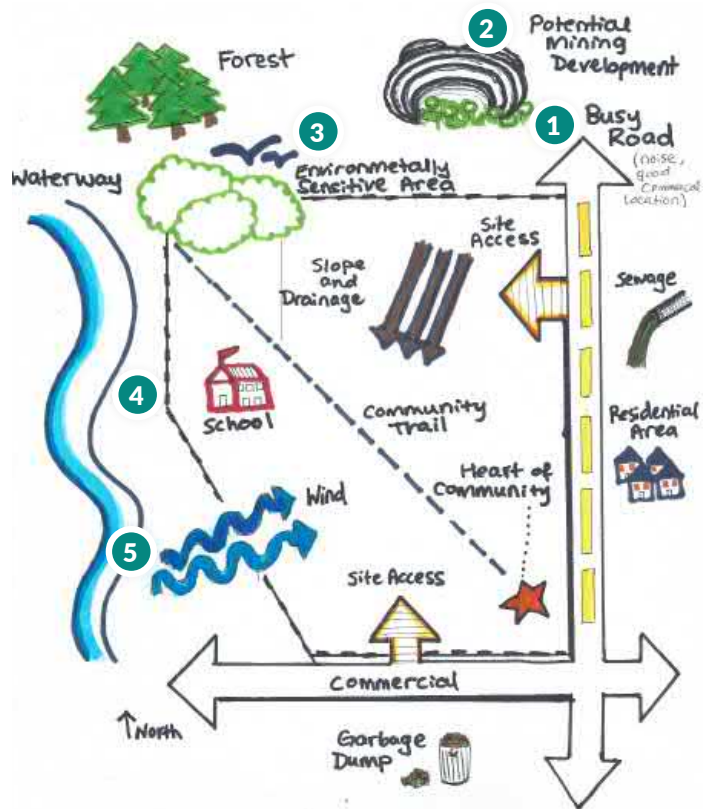 Forest
2
Potential
Mining
Development
1
Busy
Road
(noise,
good
commercial
location)
3
Environmetally
Sensitive Area
Waterway
Site
Access
Slope
and
Drainage
Sewage
4
School
Community
Trail
Residential
Area
Heart of
Community
Wind
5
Site Access
Commercial
↑North
Garbage
Dump